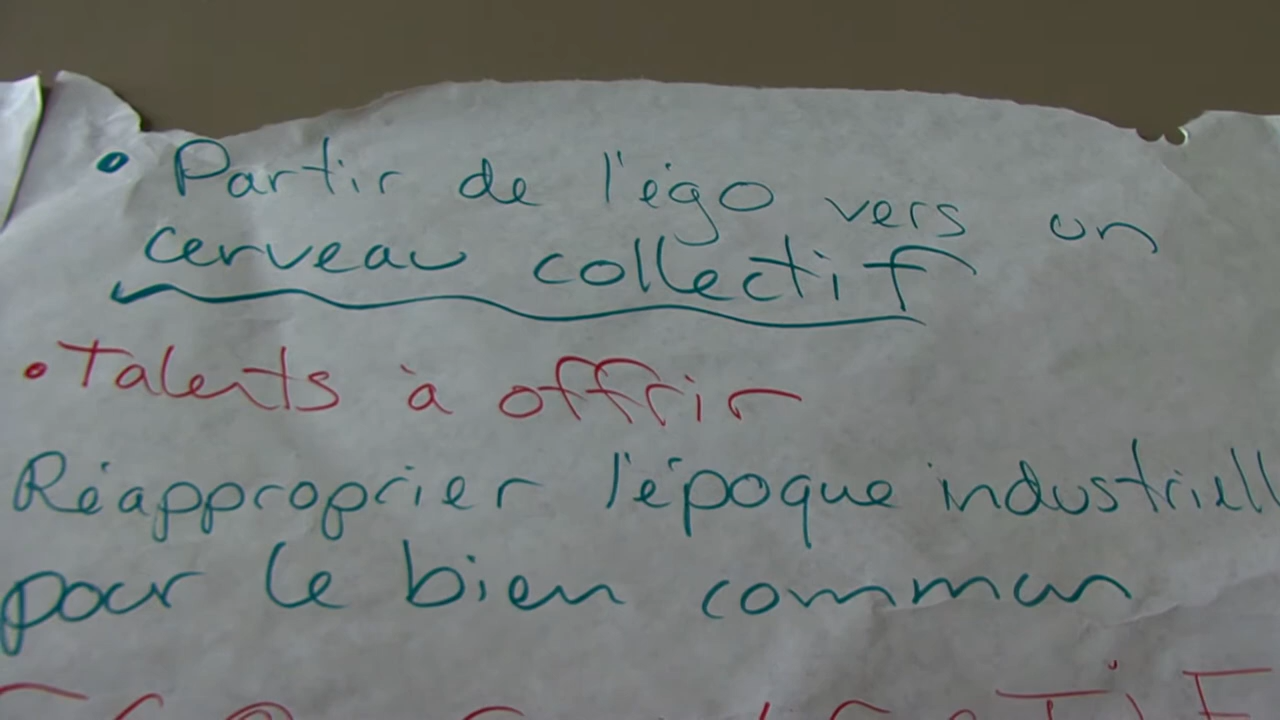 • Partir de l'égo vers un
cerveau collectif
• Talents à offrir
Réapproprier l'époque industriell
pour le bien commun